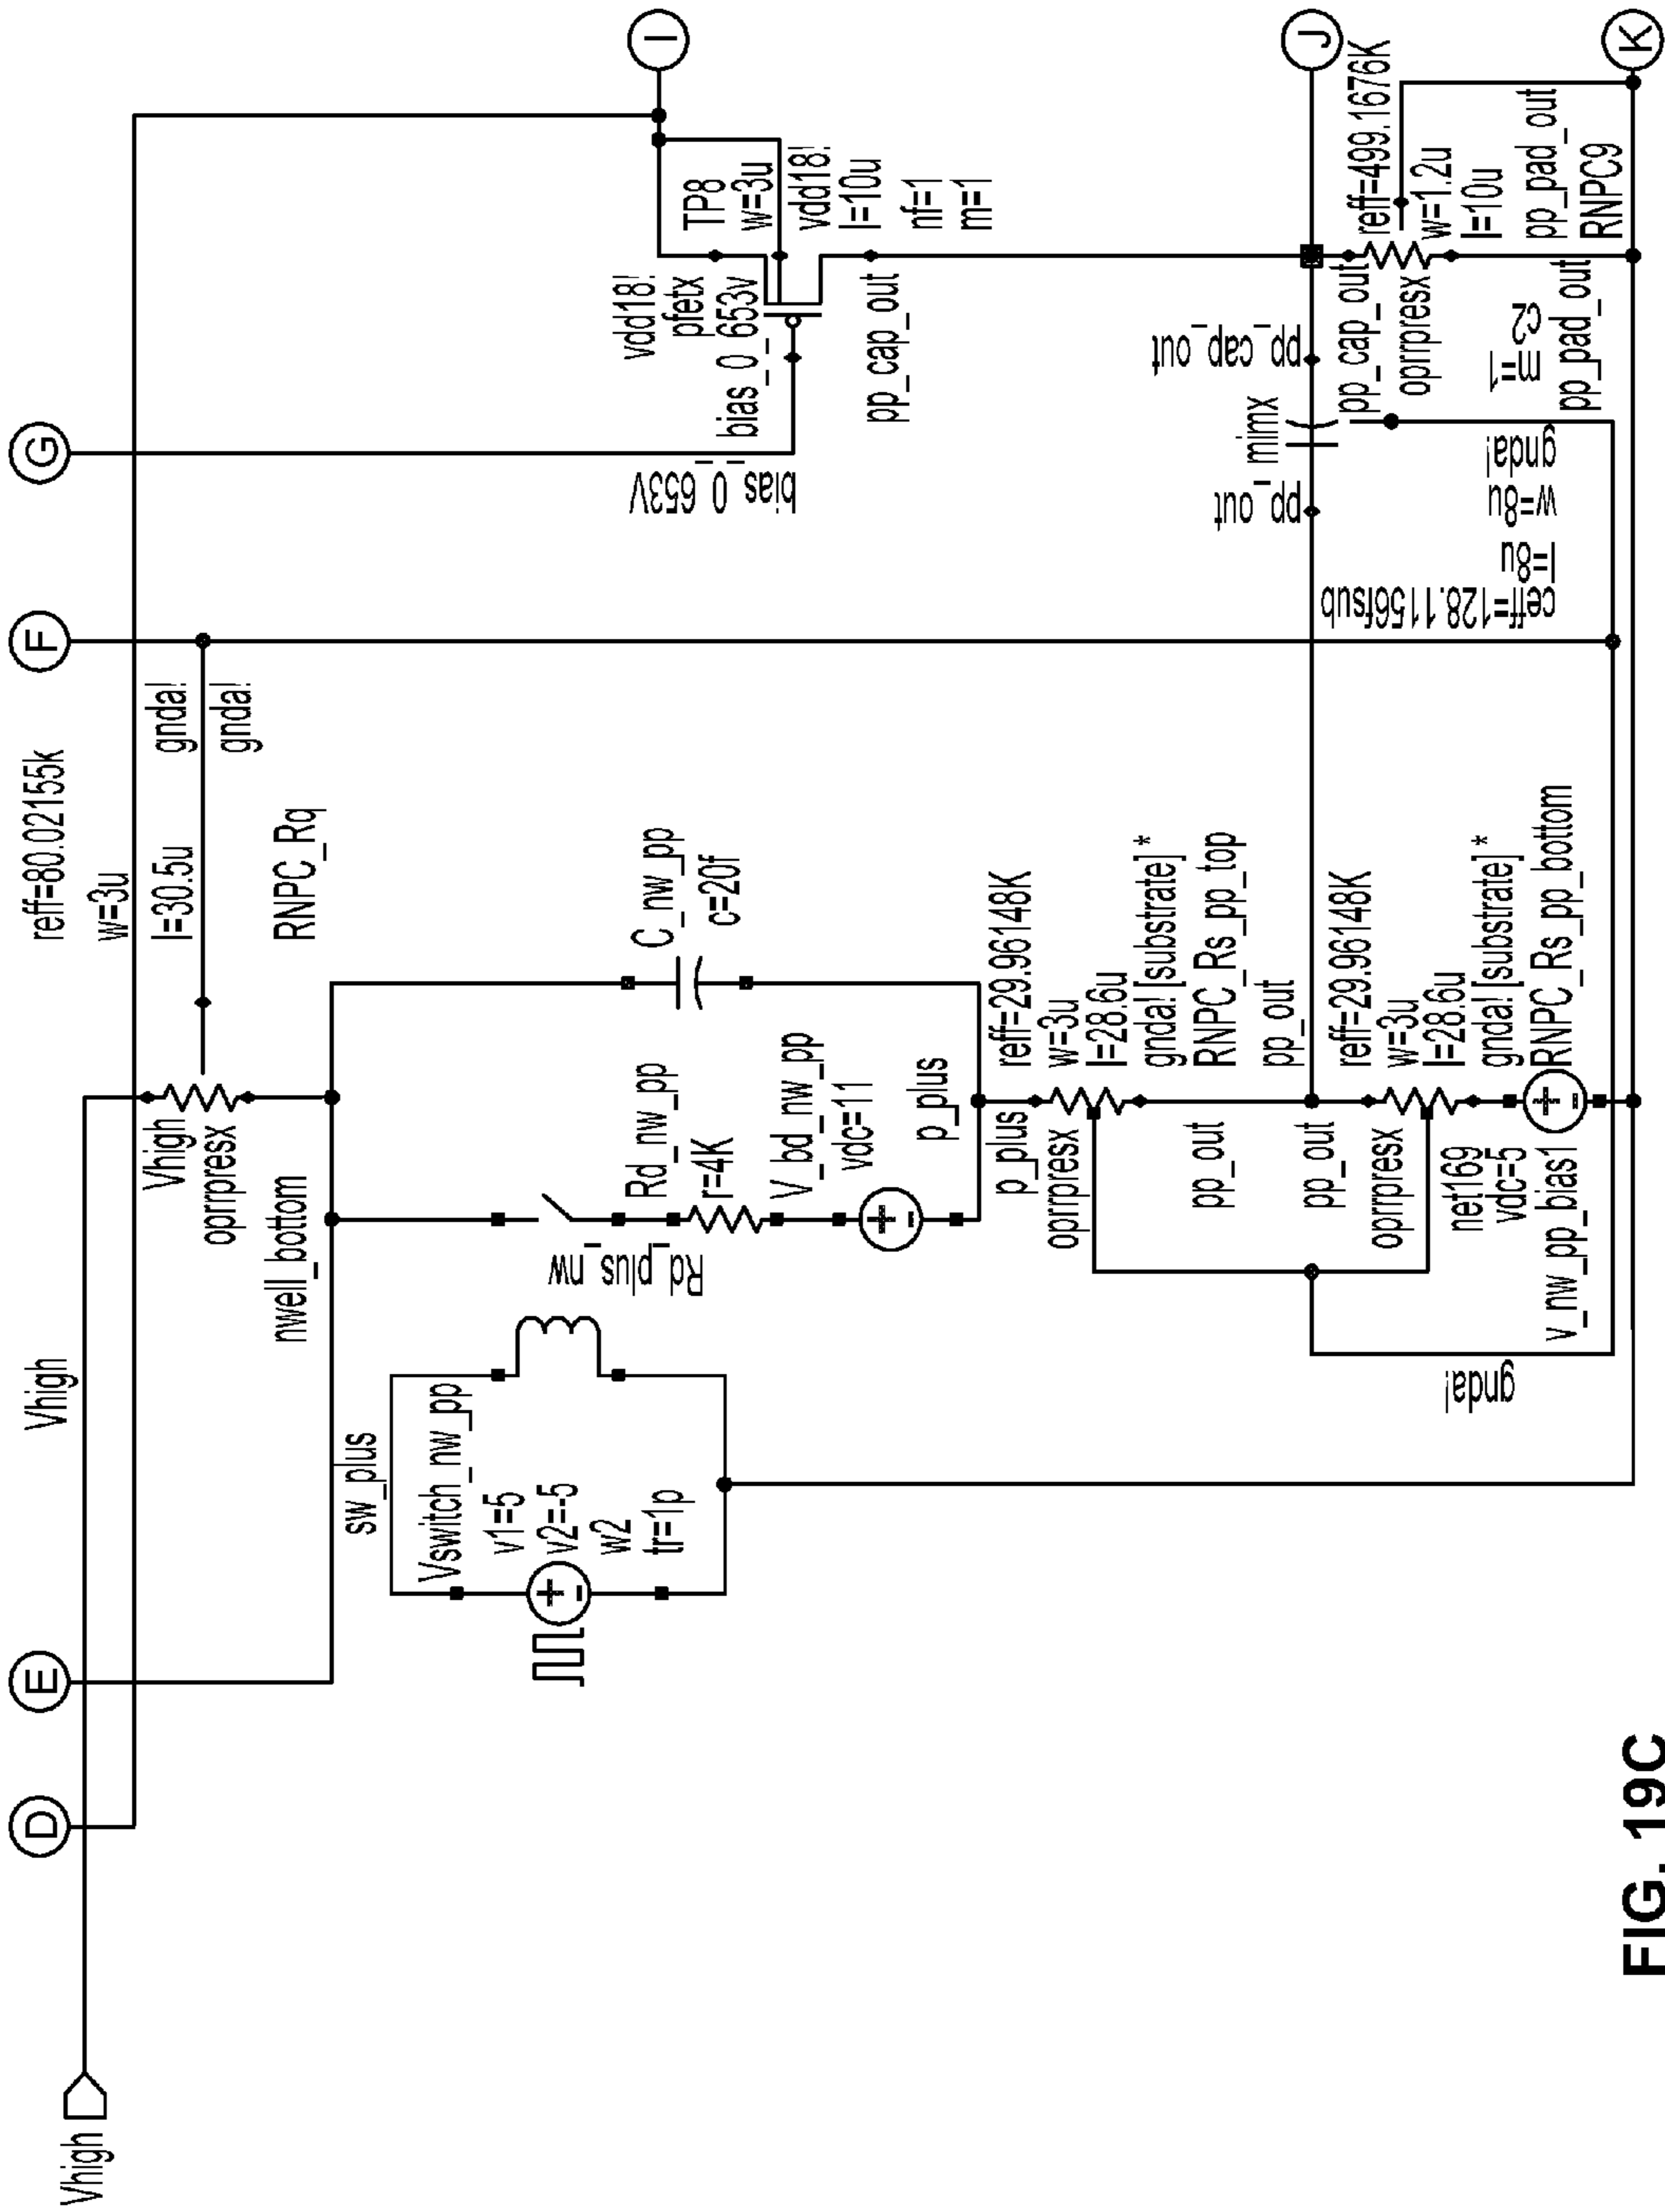 Vhigh
D
E
F
G
Vhigh
reff=80.02155k
w=3u
l=30.5u
gnda!
gnda!
Vhigh
oprrpresx
RNPC_Rq
nwell_bottom
sw_plus
Vswitch_nw_pp
v1=5
v2=-5
w2
tr=1p
Rd_plus_nw
Rd_nw_pp
r=4K
V_bd_nw_pp
vdc=11
p_plus
C_nw_pp
c=20f
p_plus
oprrpresx
reff=29.96148K
w=3u
l=28.6u
gnda! [substrate]*
RNPC_Rs_pp_top
pp_out
pp_out
pp_out
oprrpresx
reff=29.96148K
w=3u
l=28.6u
gnda! [substrate]*
RNPC_Rs_pp_bottom
net169
vdc=5
v_nw_pp_bias1
gnda!
vdd18!
pfetx
bias_0_653v
bias_0_653V
TP8
w=3u
vdd18!
l=10u
nf=1
m=1
pp_cap_out
I
pp_out
mimx
pp_cap_out
ceff=128.1156fsub
l=8u
w=8u
gnda!
m=1
c2
J
pp_cap_out
oprrpresx
reff=499.1676K
w=1.2u
l=10u
pp_pad_out
pp_pad_out
RNPC9
K
FIG. 19C